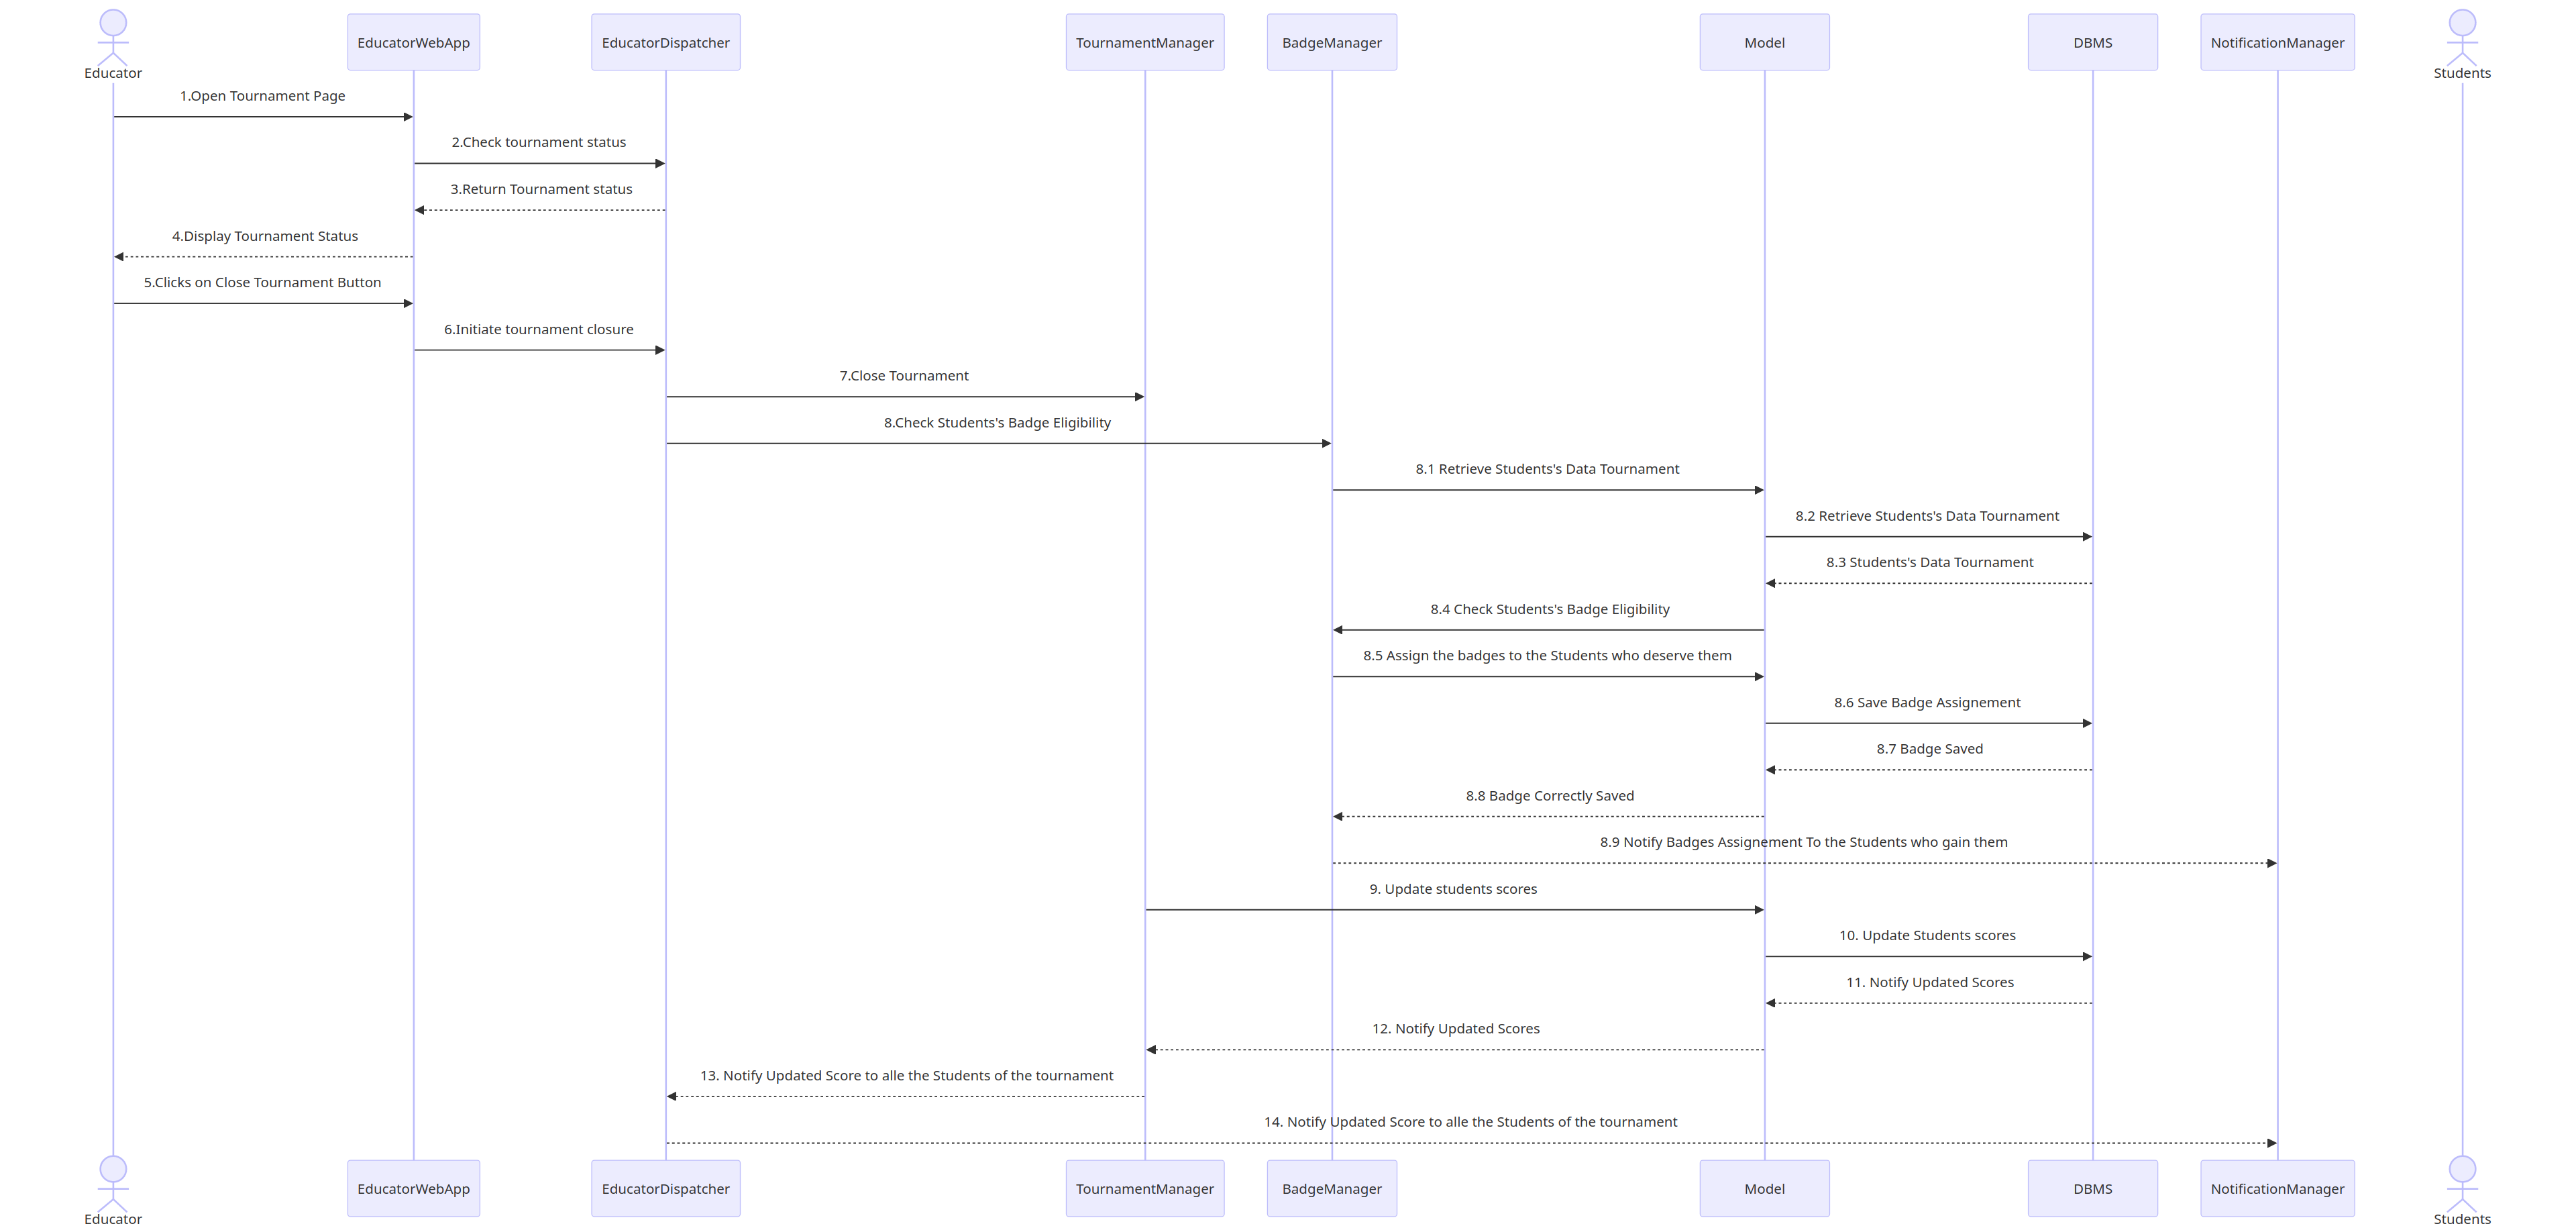 EducatorWebApp
EducatorDispatcher
TournamentManager
BadgeManager
Model
DBMS
NotificationManager
Educator
Students
1.Open Tournament Page
2.Check tournament status
3.Return Tournament status
4.Display Tournament Status
5.Clicks on Close Tournament Button
6.Initiate tournament closure
7.Close Tournament
8.Check Students's Badge Eligibility
8.1 Retrieve Students's Data Tournament
8.2 Retrieve Students's Data Tournament
8.3 Students's Data Tournament
8.4 Check Students's Badge Eligibility
8.5 Assign the badges to the Students who deserve them
8.6 Save Badge Assignement
8.7 Badge Saved
8.8 Badge Correctly Saved
8.9 Notify Badges Assignement To the Students who gain them
9. Update students scores
10. Update Students scores
11. Notify Updated Scores
12. Notify Updated Scores
13. Notify Updated Score to alle the Students of the tournament
14. Notify Updated Score to alle the Students of the tournament
EducatorWebApp
EducatorDispatcher
TournamentManager
BadgeManager
Model
DBMS
NotificationManager
Educator
Students